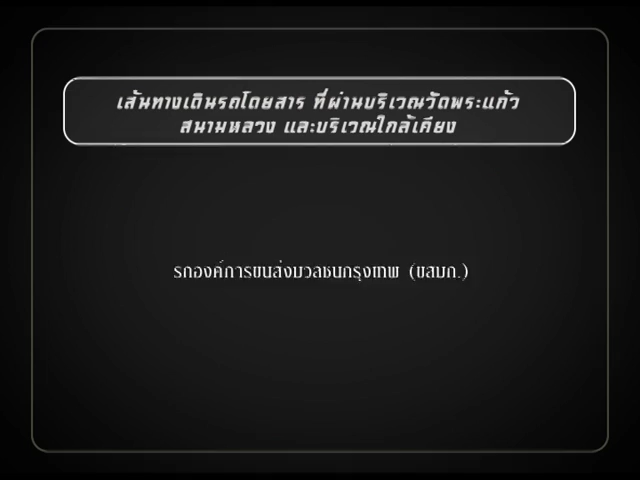 เส้นทางเดินรถโดยสาร ที่ผ่านบริเวณวัดพระแก้ว
สนามหลวง และบริเวณใกล้เคียง
รถองค์การขนส่งมวลชนกรุงเทพ (ขสมก.)